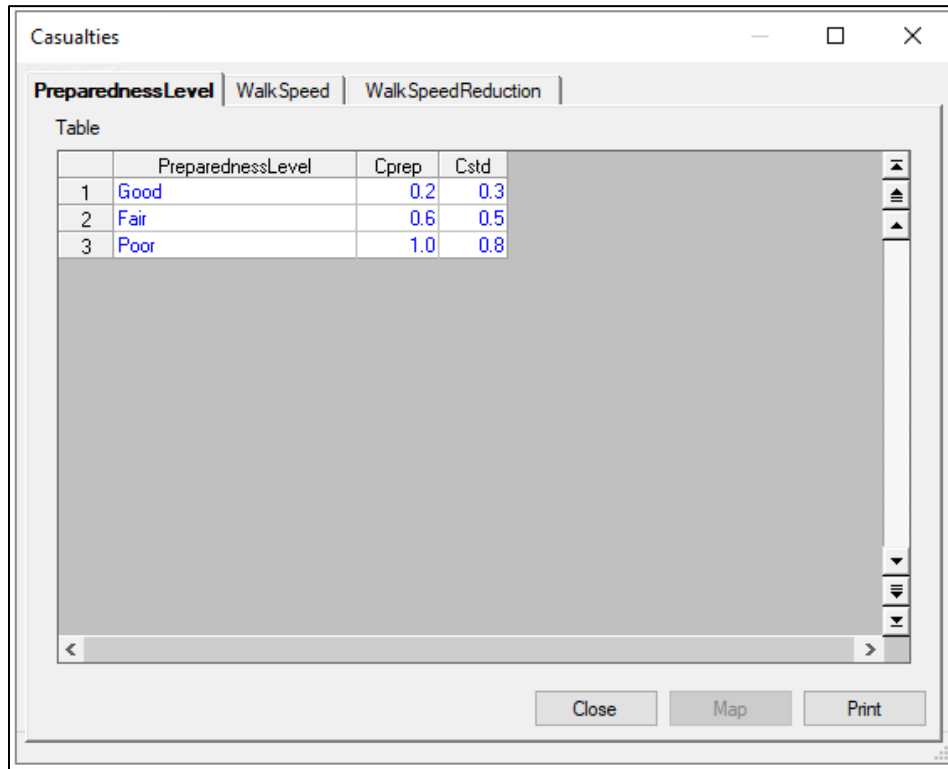 Casualties
PreparednessLevel WalkSpeed WalkSpeedReduction
Table
PreparednessLevel Cprep Cstd
1 Good 0.2 0.3
2 Fair 0.6 0.5
3 Poor 1.0 0.8
Close Map Print